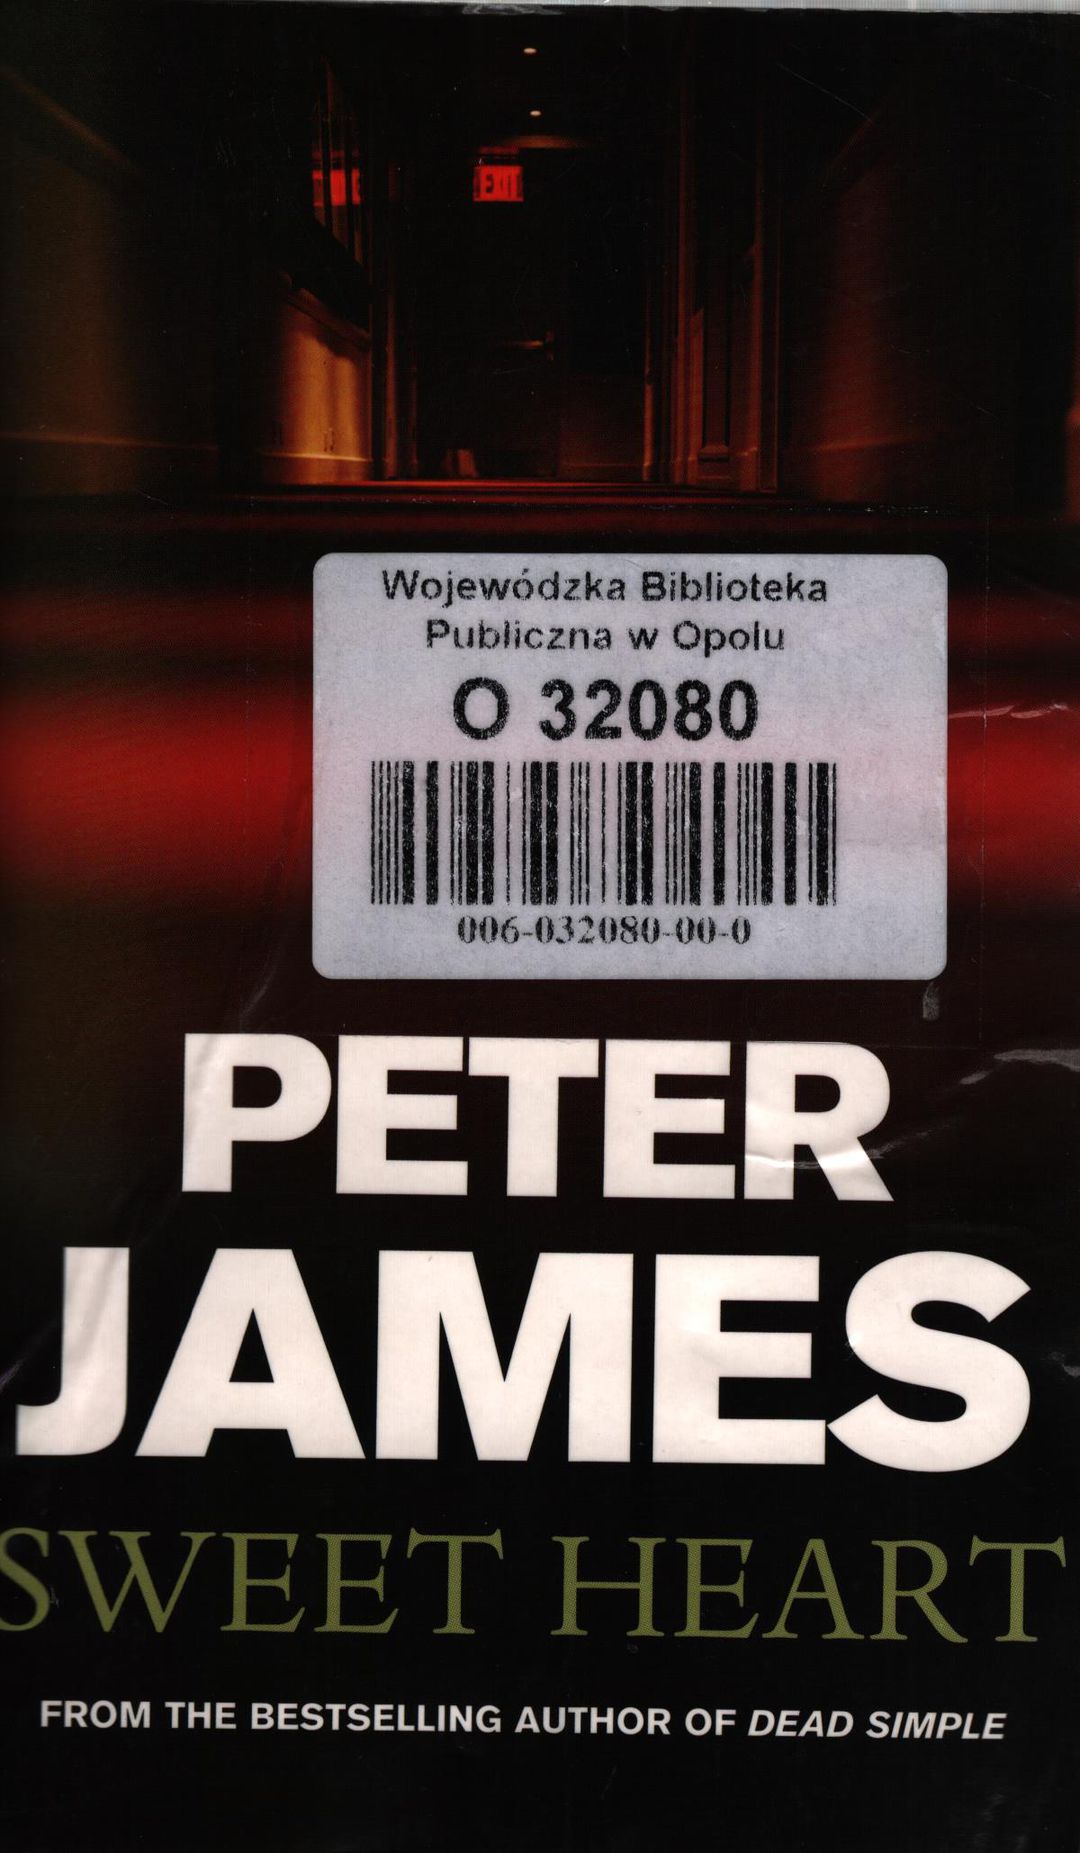 EXIT
Wojewódzka Biblioteka
Publiczna w Opolu
O 32080
006-032080-00-0
PETER
JAMES
SWEET HEART
FROM THE BESTSELLING AUTHOR OF DEAD SIMPLE